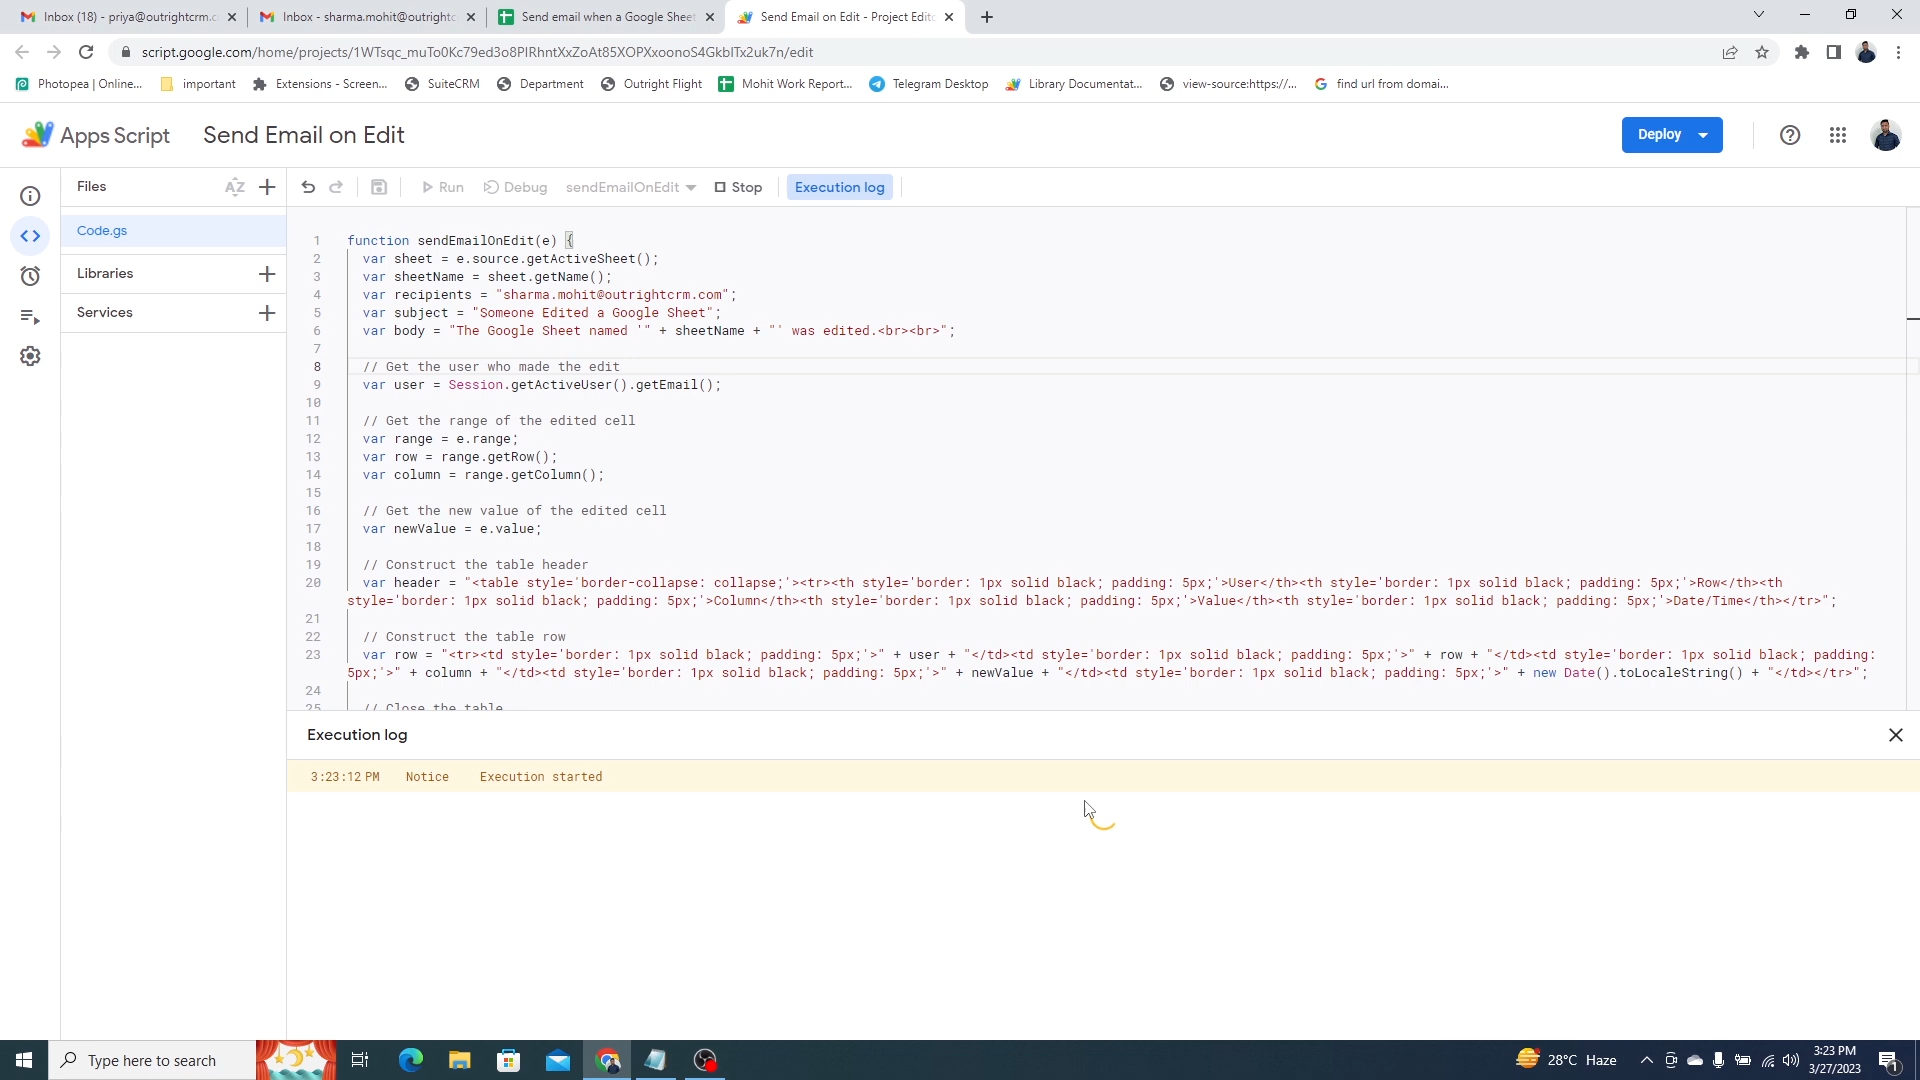 Inbox (18) - priya@outrightcrm.c
Inbox - sharma.mohit@outrightc
Send email when a Google Sheet
Send Email on Edit - Project Edito
script.google.com/home/projects/1WTsqc_muTo0Kc79ed3o8PlRhntXxZoAt85XOPXxoonoS4GkblTx2uk7n/edit
Photopea | Online...
important
Extensions - Screen...
SuiteCRM
Department
Outright Flight
Mohit Work Report...
Telegram Desktop
Library Documentat...
view-source:https://...
find url from domai...
Apps Script
Send Email on Edit
Deploy
Files
AZ
Run
Debug
sendEmailOnEdit
Stop
Execution log
Code.gs
Libraries
Services
1 function sendEmailOnEdit(e) {
2 var sheet = e.source.getActiveSheet();
3 var sheetName = sheet.getName();
4 var recipients = "sharma.mohit@outrightcrm.com";
5 var subject = "Someone Edited a Google Sheet";
6 var body = "The Google Sheet named '" + sheetName + "' was edited.<br><br>";
7
8 // Get the user who made the edit
9 var user = Session.getActiveUser().getEmail();
10
11 // Get the range of the edited cell
12 var range = e.range;
13 var row = range.getRow();
14 var column = range.getColumn();
15
16 // Get the new value of the edited cell
17 var newValue = e.value;
18
19 // Construct the table header
20 var header = "<table style='border-collapse: collapse;'><tr><th style='border: 1px solid black; padding: 5px;'>User</th><th style='border: 1px solid black; padding: 5px;'>Row</th><th
style='border: 1px solid black; padding: 5px;'>Column</th><th style='border: 1px solid black; padding: 5px;'>Value</th><th style='border: 1px solid black; padding: 5px;'>Date/Time</th></tr>";
21
22 // Construct the table row
23 var row = "<tr><td style='border: 1px solid black; padding: 5px;'>" + user + "</td><td style='border: 1px solid black; padding: 5px;'>" + row + "</td><td style='border: 1px solid black; padding:
5px;'>" + column + "</td><td style='border: 1px solid black; padding: 5px;'>" + newValue + "</td><td style='border: 1px solid black; padding: 5px;'>" + new Date().toLocaleString() + "</td></tr>";
24
25 // Close the table
Execution log
3:23:12 PM Notice Execution started
Type here to search
28°C Haze
3:23 PM
3/27/2023
1